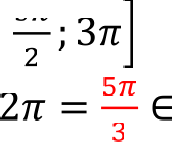 π/2 ; 3π]
2π = 5π/3 ∈